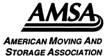 AMSA
AMERICAN MOVING AND
STORAGE ASSOCIATION